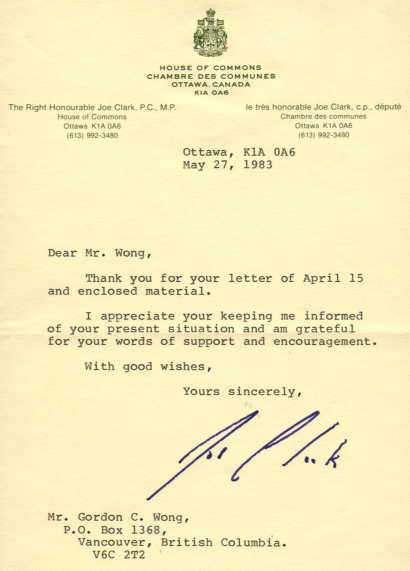 HOUSE OF COMMONS
CHAMBRE DES COMMUNES
OTTAWA, CANADA
K1A 0A6
The Right Honourable Joe Clark, P.C., M.P.
House of Commons
Ottawa K1A 0A6
(613) 992-3480
le très honorable Joe Clark, c.p., député
Chambre des communes
Ottawa K1A 0A6
(613) 992-3480
Ottawa, K1A 0A6
May 27, 1983
Dear Mr. Wong,
Thank you for your letter of April 15
and enclosed material.
I appreciate your keeping me informed
of your present situation and am grateful
for your words of support and encouragement.
With good wishes,
Yours sincerely,
Joe Clark
Mr. Gordon C. Wong,
P.O. Box 1368,
Vancouver, British Columbia.
V6C 2T2